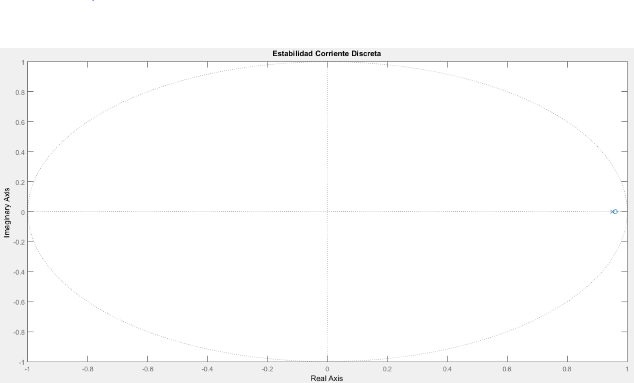 Estabilidad Corriente Discreta
1
0.8
0.6
0.4
0.2
0
-0.2
-0.4
-0.6
-0.8
-1
Imaginary Axis
-1 -0.8 -0.6 -0.4 -0.2 0 0.2 0.4 0.6 0.8 1
Real Axis